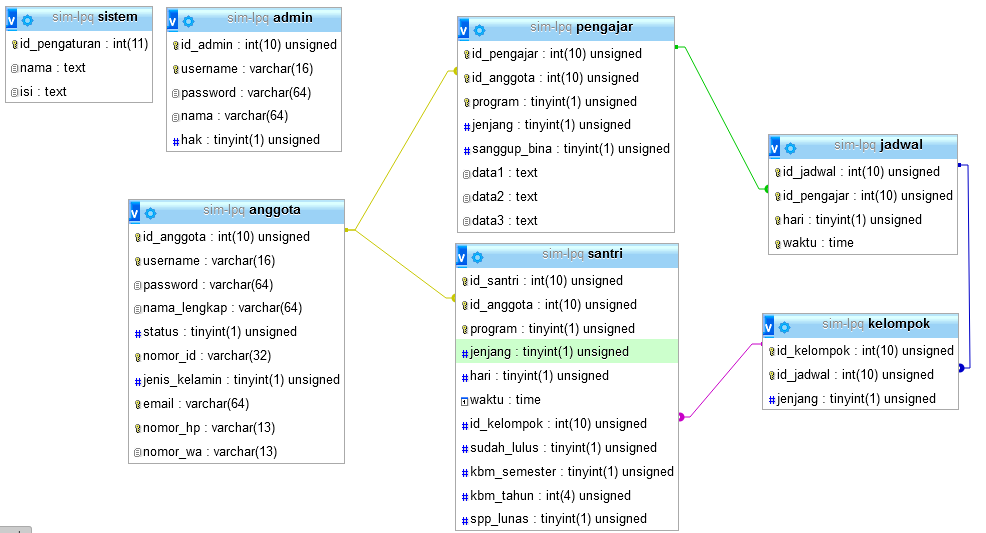 sim-lpq sistem
id_pengaturan : int(11)
nama : text
isi : text
sim-lpq admin
id_admin : int(10) unsigned
username : varchar(16)
password : varchar(64)
nama : varchar(64)
hak : tinyint(1) unsigned
sim-lpq anggota
id_anggota : int(10) unsigned
username : varchar(16)
password : varchar(64)
nama_lengkap : varchar(64)
status : tinyint(1) unsigned
nomor_id : varchar(32)
jenis_kelamin : tinyint(1) unsigned
email : varchar(64)
nomor_hp : varchar(13)
nomor_wa : varchar(13)
sim-lpq pengajar
id_pengajar : int(10) unsigned
id_anggota : int(10) unsigned
program : tinyint(1) unsigned
jenjang : tinyint(1) unsigned
sanggup_bina : tinyint(1) unsigned
data1 : text
data2 : text
data3 : text
sim-lpq santri
id_santri : int(10) unsigned
id_anggota : int(10) unsigned
program : tinyint(1) unsigned
jenjang : tinyint(1) unsigned
hari : tinyint(1) unsigned
waktu : time
id_kelompok : int(10) unsigned
sudah_lulus : tinyint(1) unsigned
kbm_semester : tinyint(1) unsigned
kbm_tahun : int(4) unsigned
spp_lunas : tinyint(1) unsigned
sim-lpq jadwal
id_jadwal : int(10) unsigned
id_pengajar : int(10) unsigned
hari : tinyint(1) unsigned
waktu : time
sim-lpq kelompok
id_kelompok : int(10) unsigned
id_jadwal : int(10) unsigned
jenjang : tinyint(1) unsigned